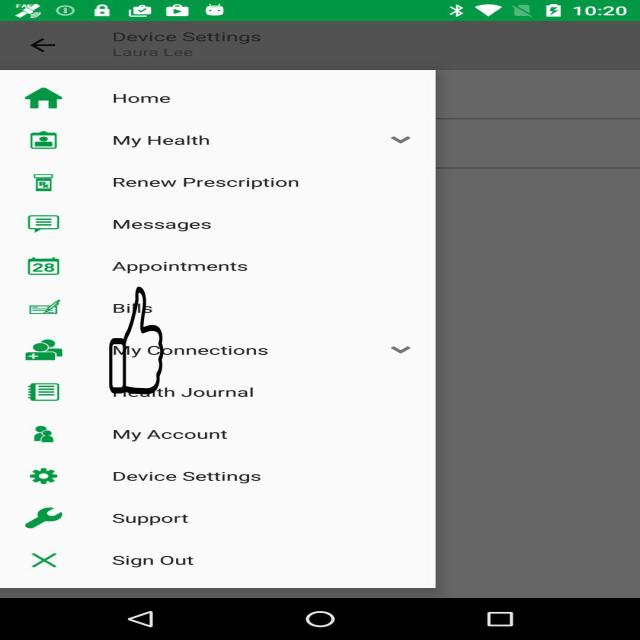 10:20
Device Settings
Laura Lee
Home
My Health
Renew Prescription
Messages
28 Appointments
Bills
My Connections
Health Journal
My Account
Device Settings
Support
Sign Out